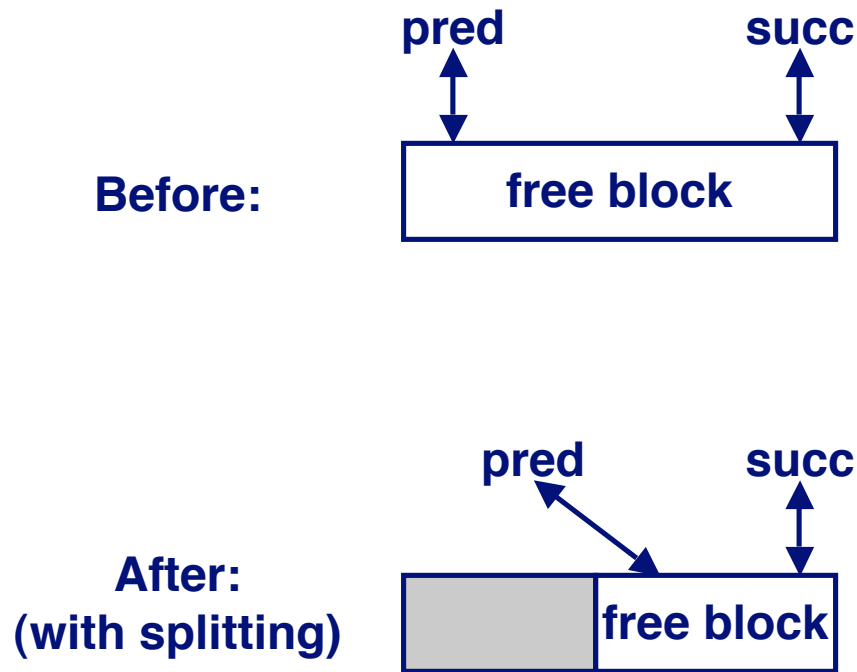 pred succ
Before: free block
pred succ
After:
(with splitting) free block